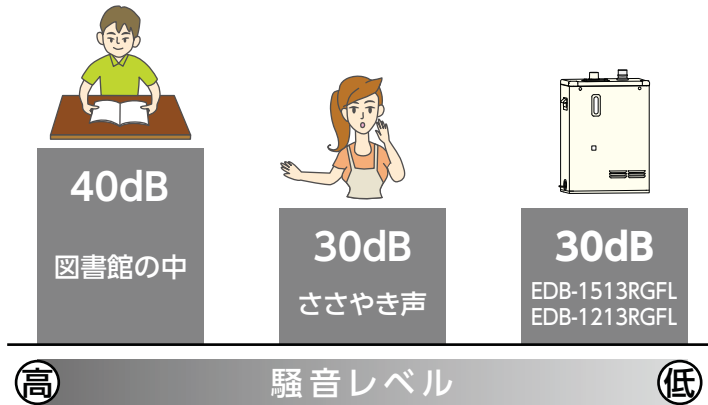 40dB
図書館の中
30dB
ささやき声
30dB
EDB-1513RGFL
EDB-1213RGFL
高 騒音レベル 低